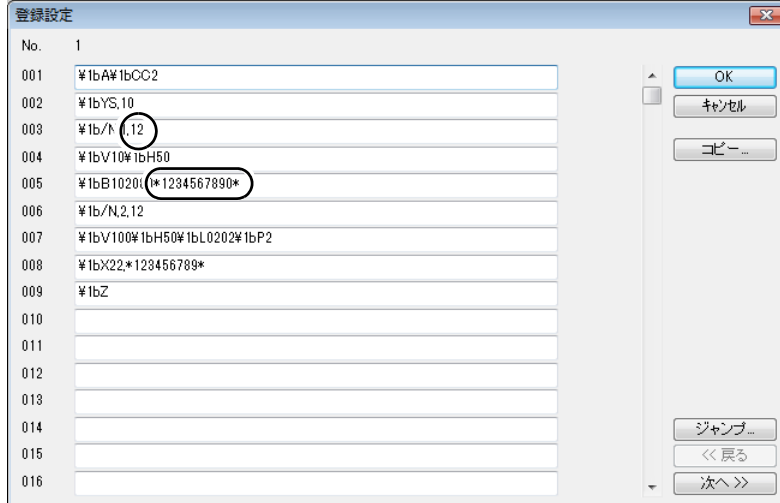 登録設定
No. 1
001 ¥1bA¥1bCC2
OK
002 ¥1bYS,10
キャンセル
003 ¥1b/N,1,12
004 ¥1bV10¥1bH50
コピー...
005 *1234567890*
006 ¥1b/N,2,12
007 ¥1bV100¥1bH50¥1bL0202¥1bP2
008 ¥1bX22,*123456789*
009 ¥1bZ
010
011
012
013
014
ジャンプ...
015
<< 戻る
016
次へ >>